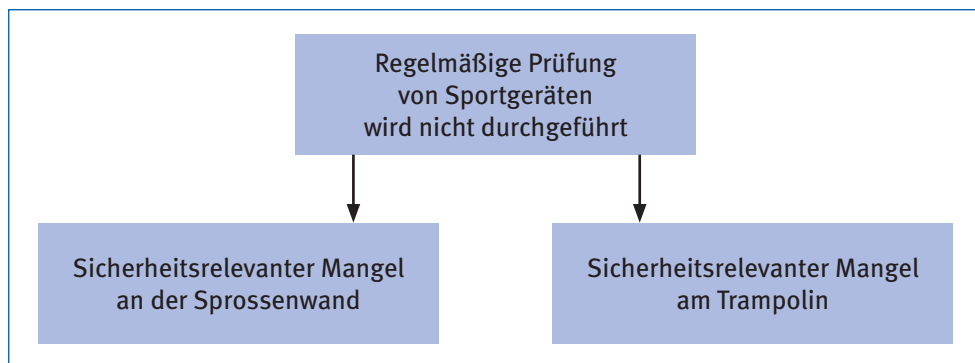 Regelmäßige Prüfung
von Sportgeräten
wird nicht durchgeführt
Sicherheitsrelevanter Mangel
an der Sprossenwand
Sicherheitsrelevanter Mangel
am Trampolin